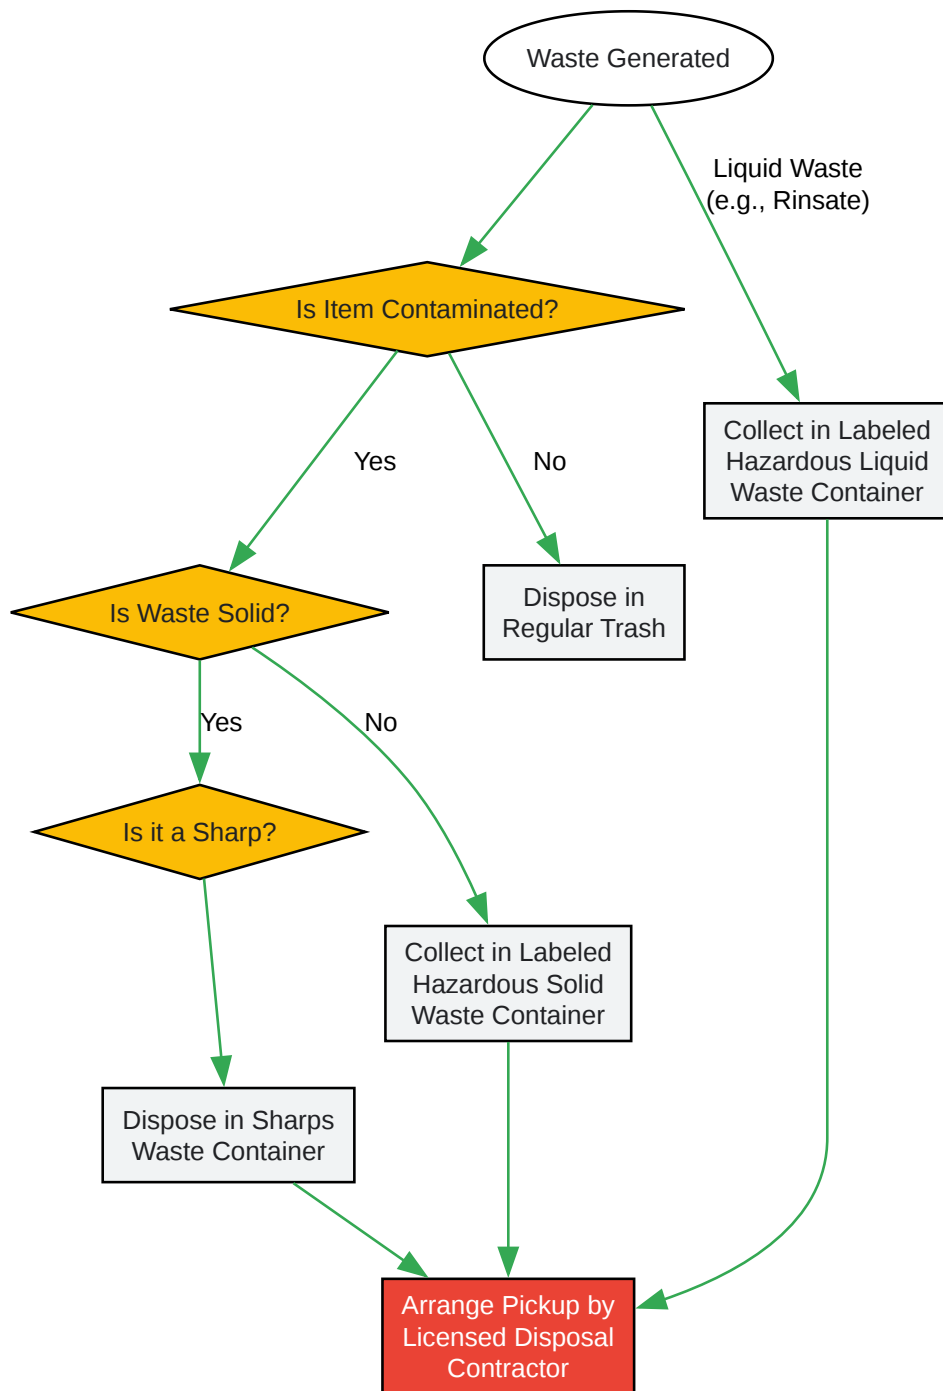 Waste Generated
Liquid Waste
(e.g., Rinsate)
Is Item Contaminated?
Collect in Labeled
Hazardous Liquid
Waste Container
Yes
No
Is Waste Solid?
Dispose in
Regular Trash
Yes
No
Is it a Sharp?
Collect in Labeled
Hazardous Solid
Waste Container
Dispose in Sharps
Waste Container
Arrange Pickup by
Licensed Disposal
Contractor